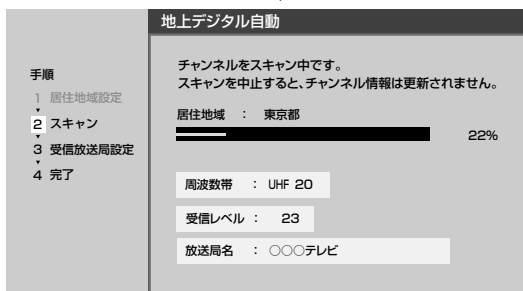 地上デジタル自動
手順
1 居住地域設定
2 スキャン
3 受信放送局設定
4 完了
チャンネルをスキャン中です。
スキャンを中止すると、チャンネル情報は更新されません。
居住地域 : 東京都
22%
周波数帯 : UHF 20
受信レベル : 23
放送局名 : ○○○テレビ